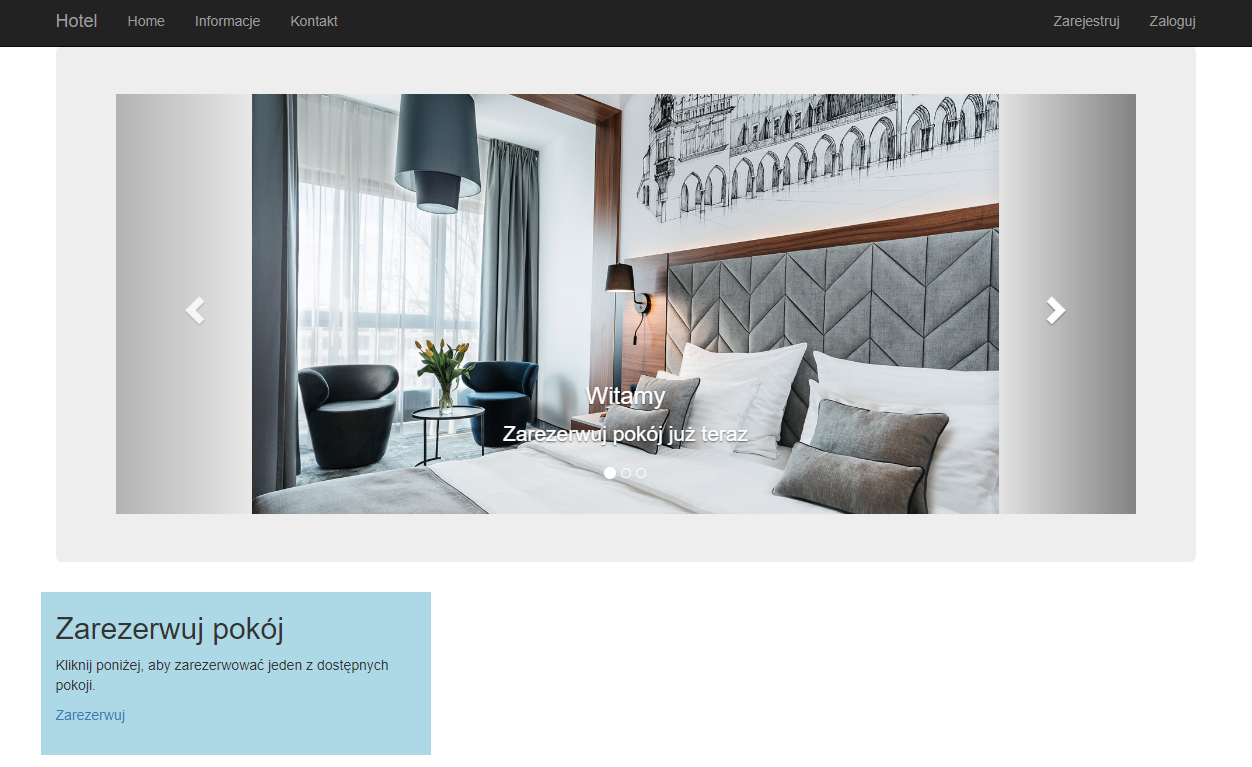 Hotel Home Informacje Kontakt Zarejestruj Zaloguj
Witamy
Zarezerwuj pokój już teraz
Zarezerwuj pokój
Kliknij poniżej, aby zarezerwować jeden z dostępnych
pokoji.
Zarezerwuj